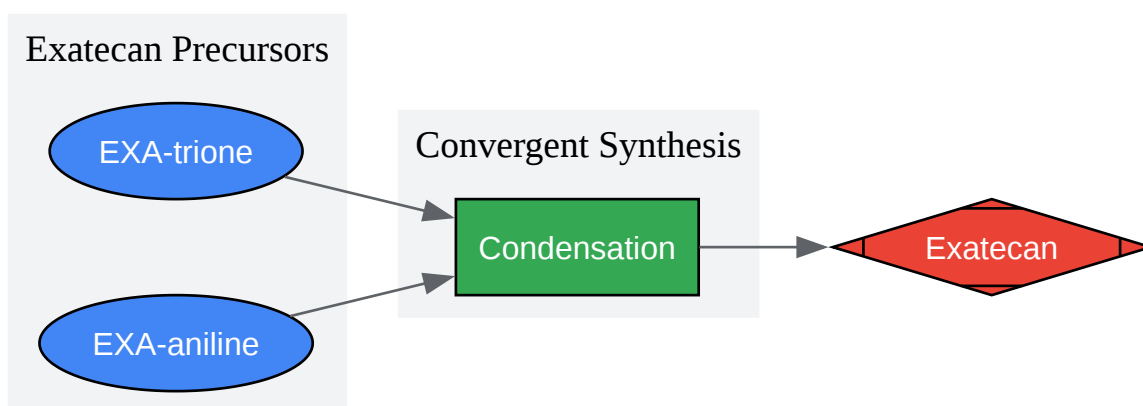 Exatecan Precursors
EXA-trione
EXA-aniline
Convergent Synthesis
Condensation
Exatecan